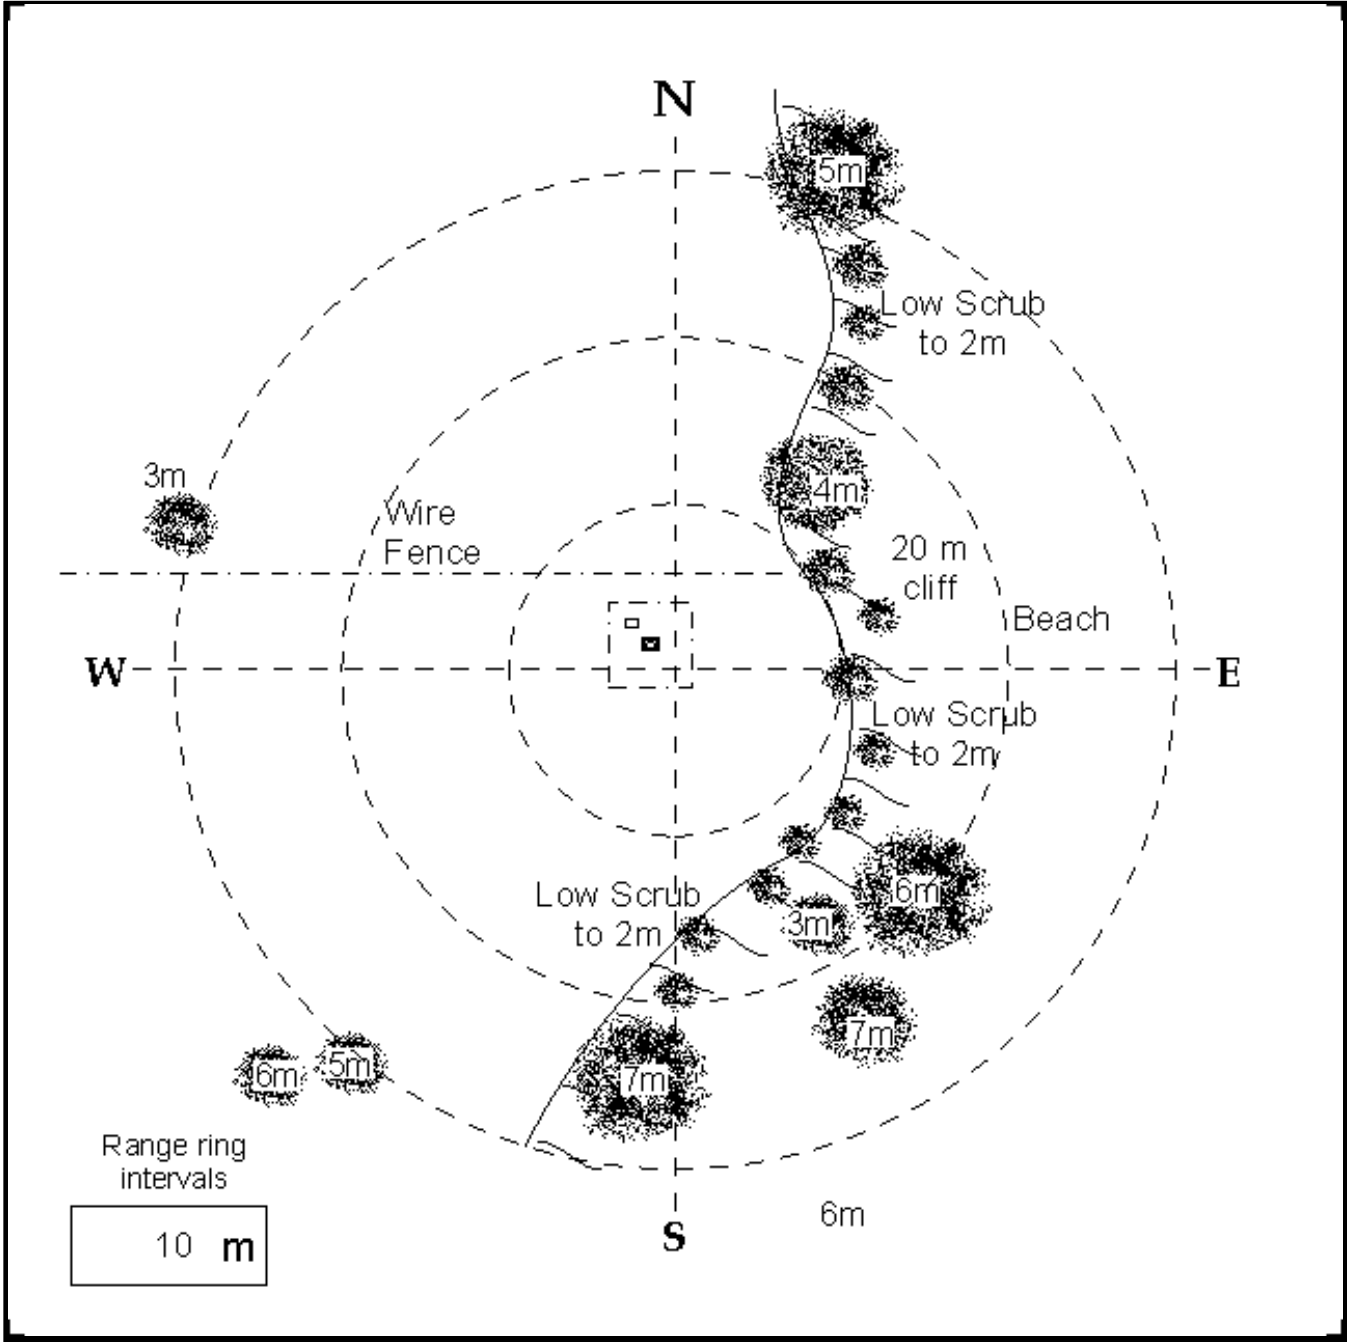 N
5m
Low Scrub
to 2m
3m
4m
Wire
Fence
20 m
cliff
Beach
W
E
Low Scrub
to 2m
6m
Low Scrub
to 2m
3m
7m
6m
5m
7m
Range ring
intervals
10 m
6m
S